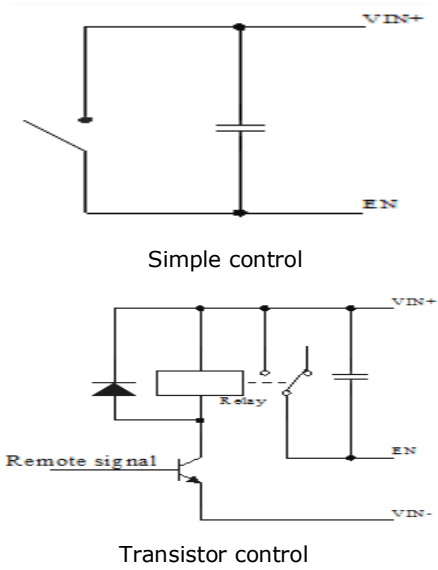 VIN+
EN
Simple control
VIN+
Relay
EN
Remote signal
VIN-
Transistor control